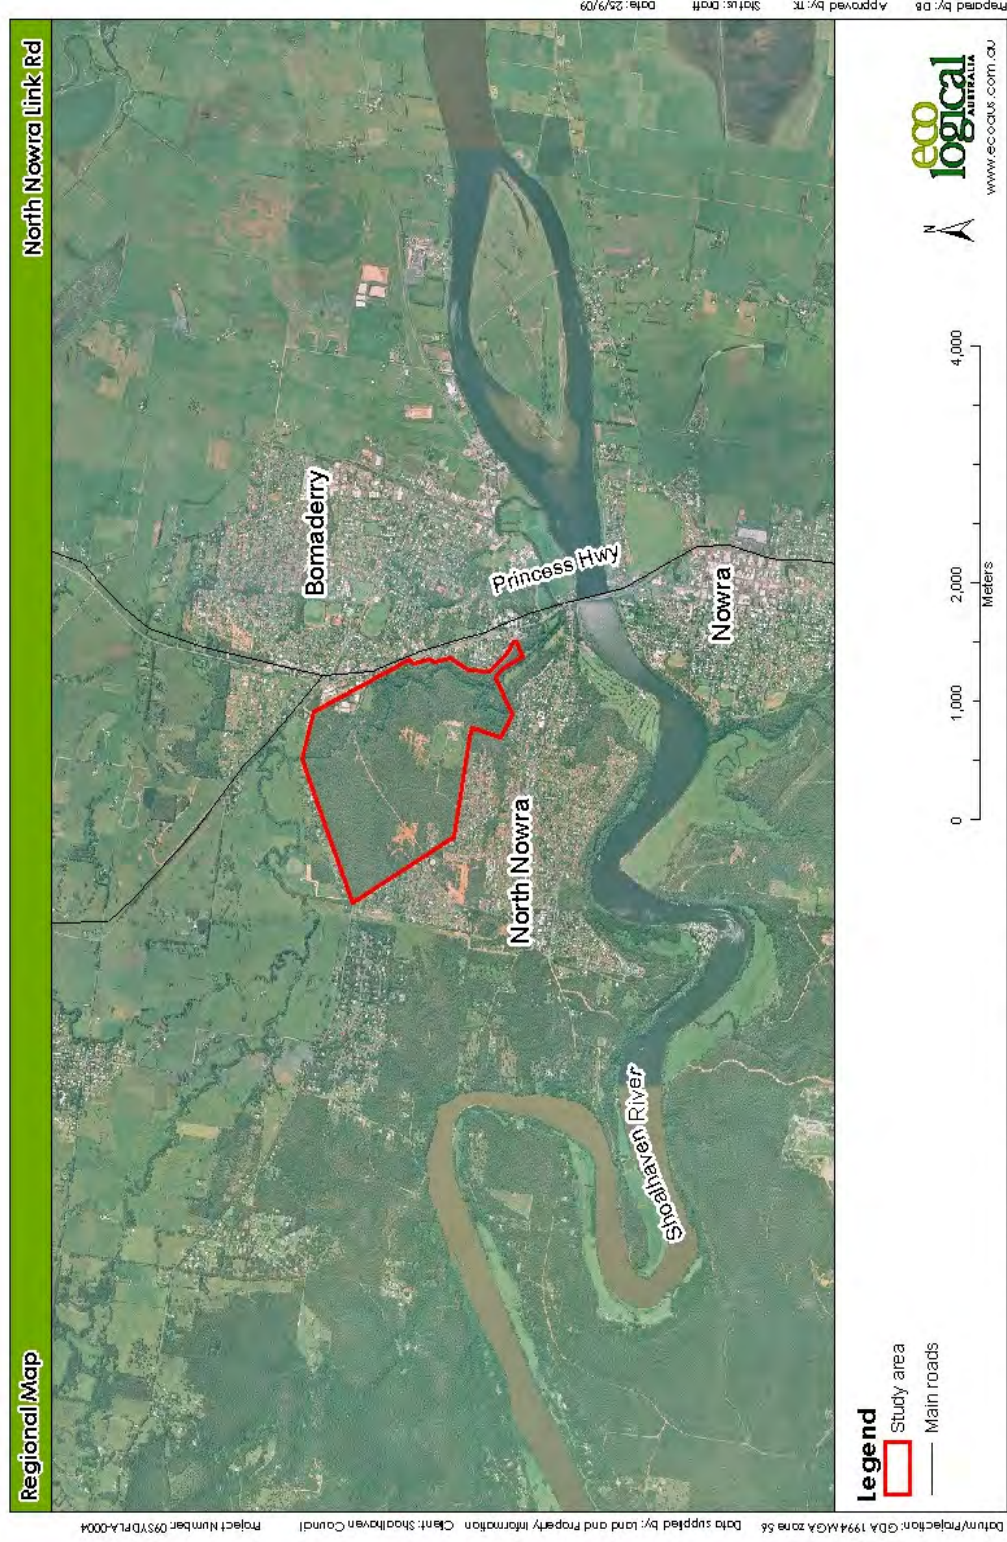 Regional Map
North Nowra Link Rd
Bomaderry
Princess Hwy
North Nowra
Nowra
Shoalhaven River
Legend
Study area
Main roads
0 1,000 2,000 4,000
Meters
N
eco
logical
AUSTRALIA
www.ecoaus.com.au
Datum/Projection: GDA 1994 MGA zone 56
Data supplied by: Land and Property Information
Client: Shoalhaven Council
Project Number: 09SYDPLA-0004
Prepared by: DB
Approved by: TK
Status: Draft
Date: 25/9/09